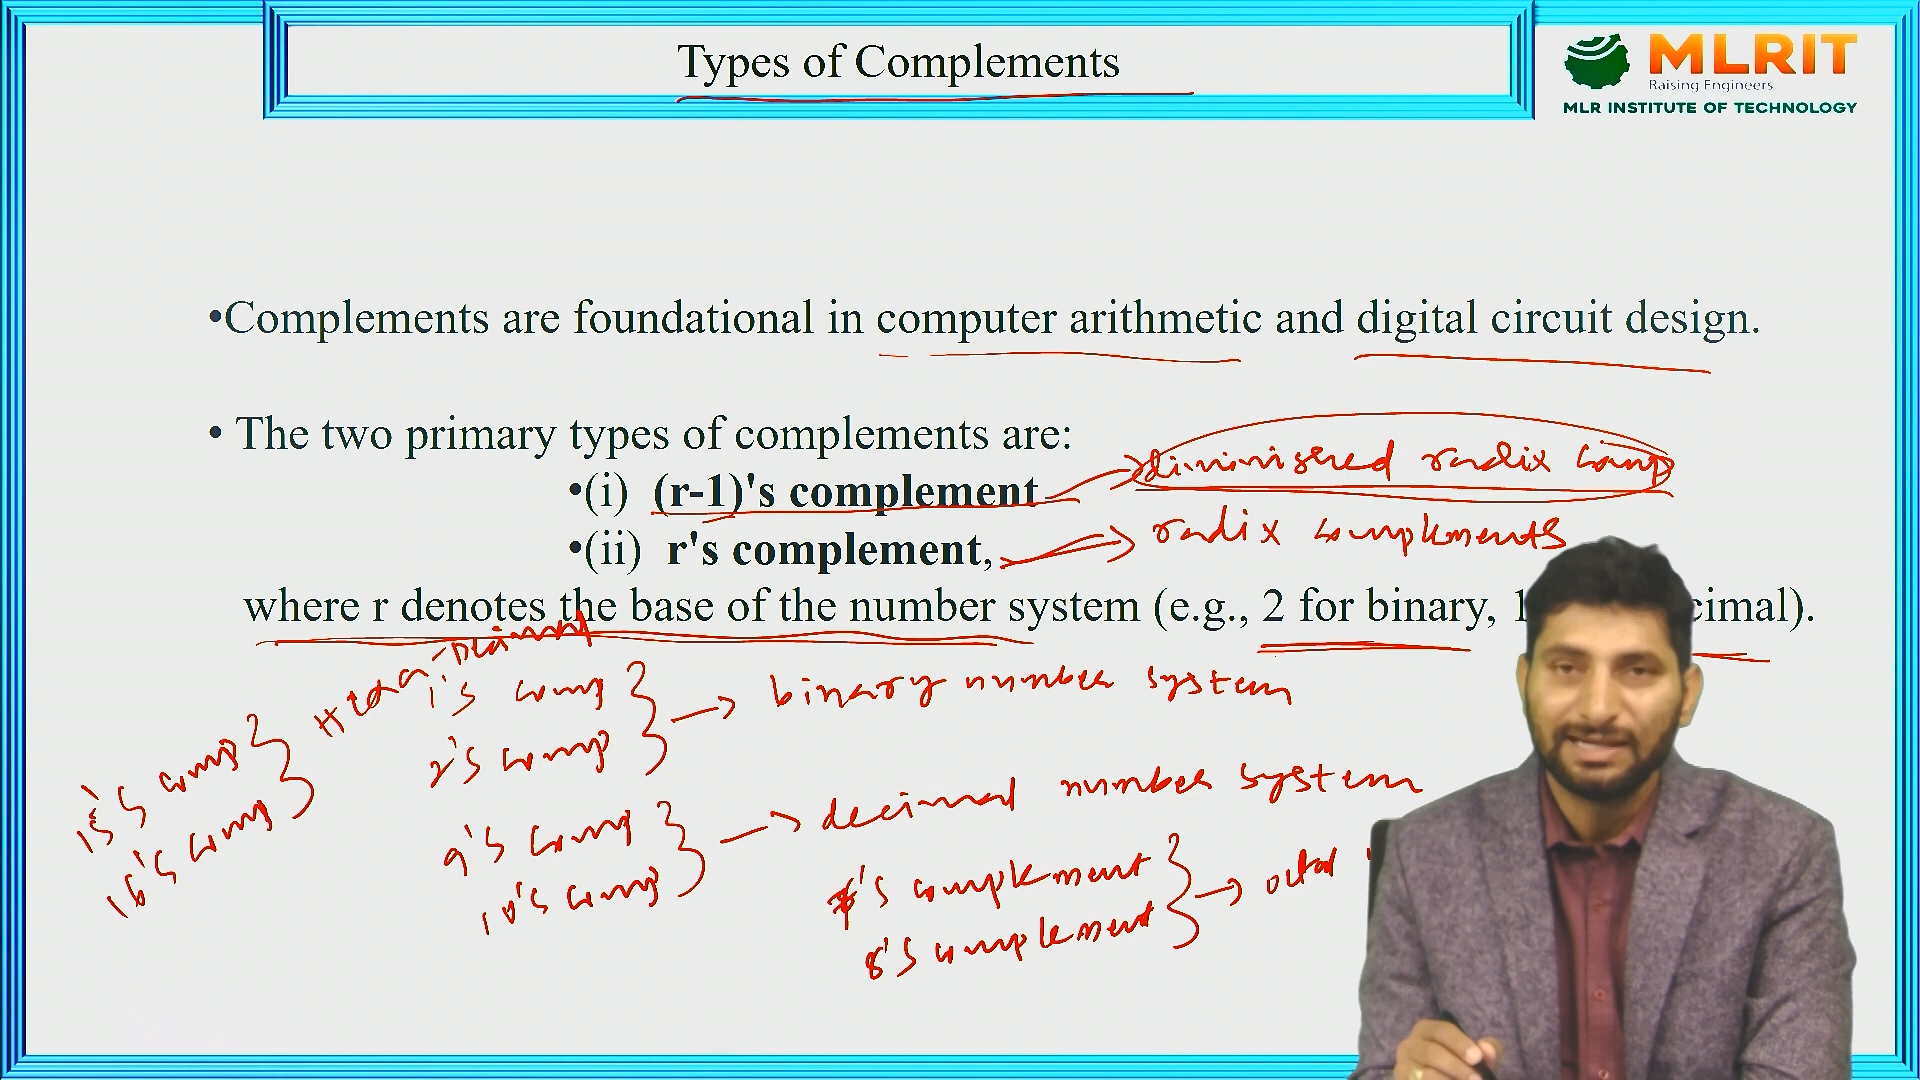 Types of Complements
MLRIT
Raising Engineers
MLR INSTITUTE OF TECHNOLOGY
•Complements are foundational in computer arithmetic and digital circuit design.
• The two primary types of complements are:
•(i) (r-1)'s complement
radix comp
•(ii) r's complement,
radix complements
where r denotes the base of the number system (e.g., 2 for binary, 1 cimal).
1's comp
2's comp
binary number system
15's comp
16's comp
9's comp
10's comp
decimal number system
's complement
8's complement
octal